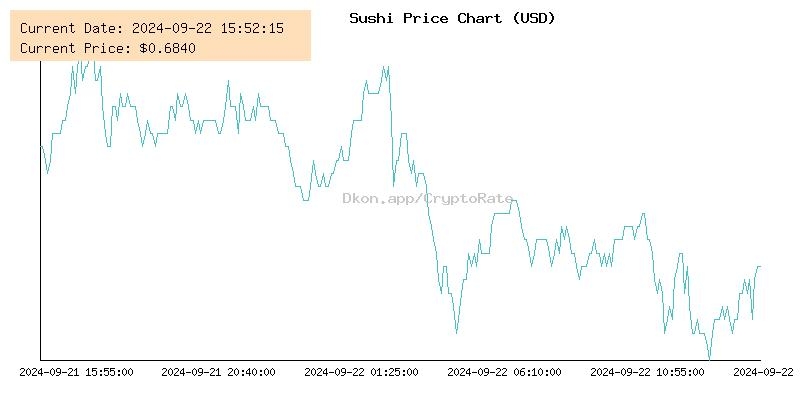 Sushi Price Chart (USD)
Current Date: 2024-09-22 15:52:15
Current Price: $0.6840
Dkon.app/CryptoRate
2024-09-21 15:55:00 2024-09-21 20:40:00 2024-09-22 01:25:00 2024-09-22 06:10:00 2024-09-22 10:55:00 2024-09-22